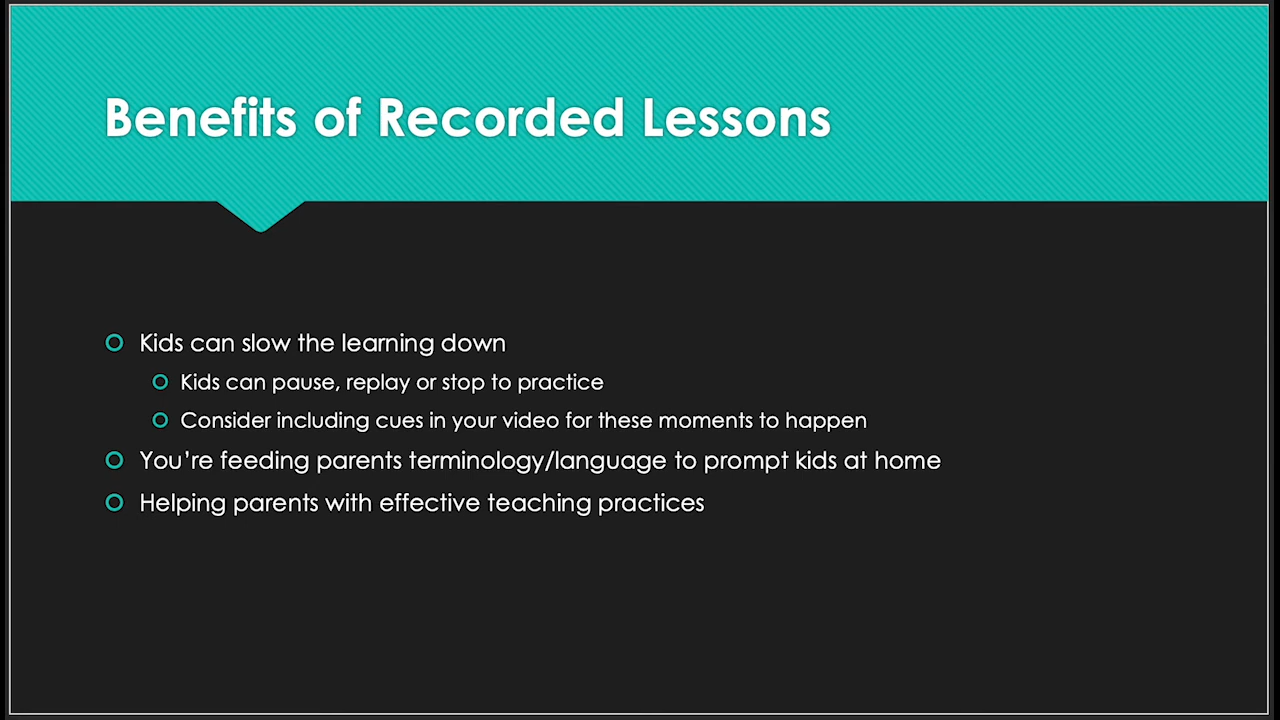 Benefits of Recorded Lessons
Kids can slow the learning down
Kids can pause, replay or stop to practice
Consider including cues in your video for these moments to happen
You’re feeding parents terminology/language to prompt kids at home
Helping parents with effective teaching practices